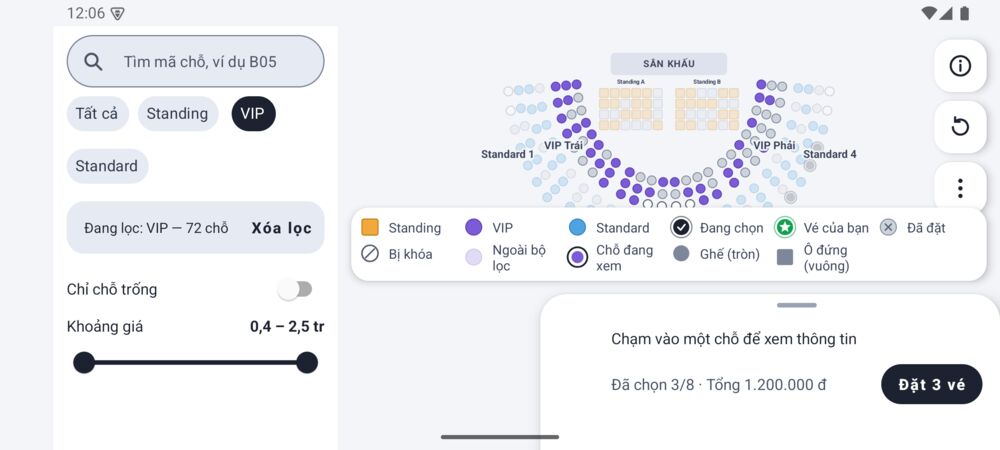 12:06
Tìm mã chỗ, ví dụ B05
Tất cả
Standing
VIP
Standard
Đang lọc: VIP — 72 chỗ
Xóa lọc
Chỉ chỗ trống
Khoảng giá
0,4 – 2,5 tr
SÂN KHẤU
Standing A
Standing B
VIP Trái
VIP Phải
Standard 1
Standard 4
Standing
VIP
Standard
Đang chọn
Vé của bạn
Đã đặt
Bị khóa
Ngoài bộ
lọc
Chỗ đang
xem
Ghế (tròn)
Ô đứng
(vuông)
Chạm vào một chỗ để xem thông tin
Đã chọn 3/8 · Tổng 1.200.000 đ
Đặt 3 vé